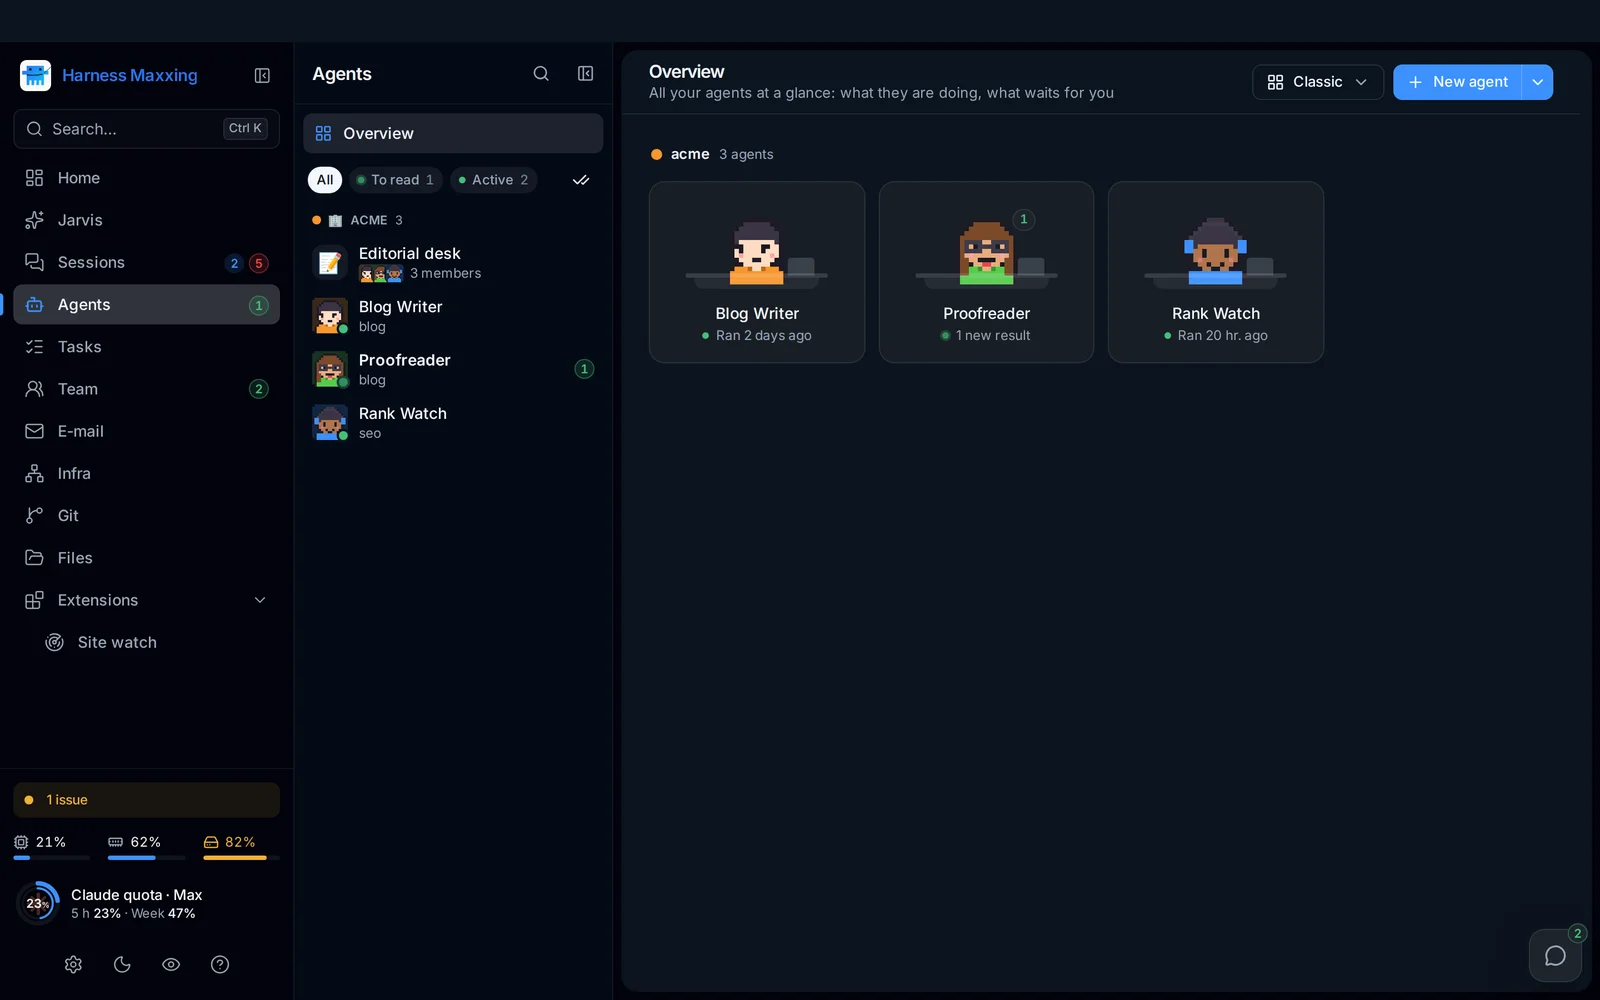 Harness Maxxing
Search...
Ctrl K
Home
Jarvis
Sessions
2
5
Agents
1
Tasks
Team
2
E-mail
Infra
Git
Files
Extensions
Site watch
1 issue
21%
62%
82%
23%
Claude quota · Max
5 h 23% · Week 47%
Agents
Overview
All
To read 1
Active 2
ACME 3
Editorial desk
3 members
Blog Writer
blog
Proofreader
blog
1
Rank Watch
seo
Overview
All your agents at a glance: what they are doing, what waits for you
Classic
New agent
acme 3 agents
Blog Writer
Ran 2 days ago
1
Proofreader
1 new result
Rank Watch
Ran 20 hr. ago
2